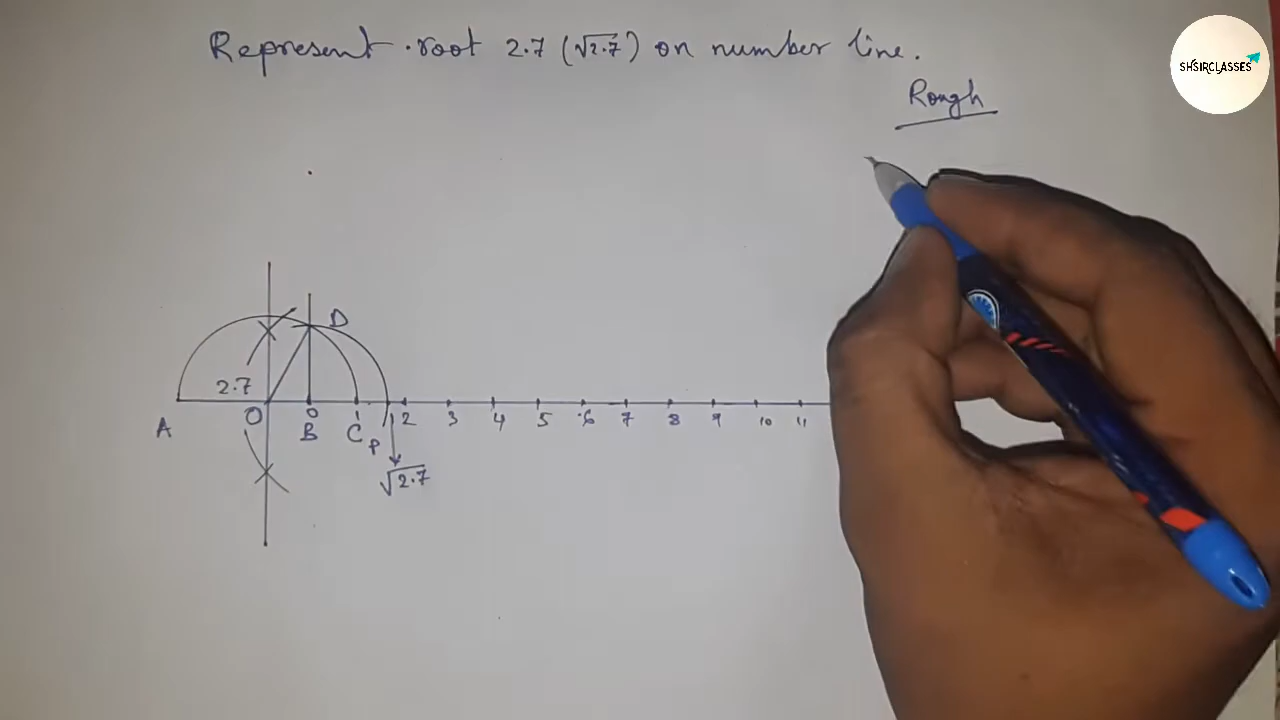 Represent root 2.7 (√2.7) on number line.
SHSIRCLASSES
Rough
D
2.7
A O 0 1 2 3 4 5 6 7 8 9 10 11
B C P
√2.7